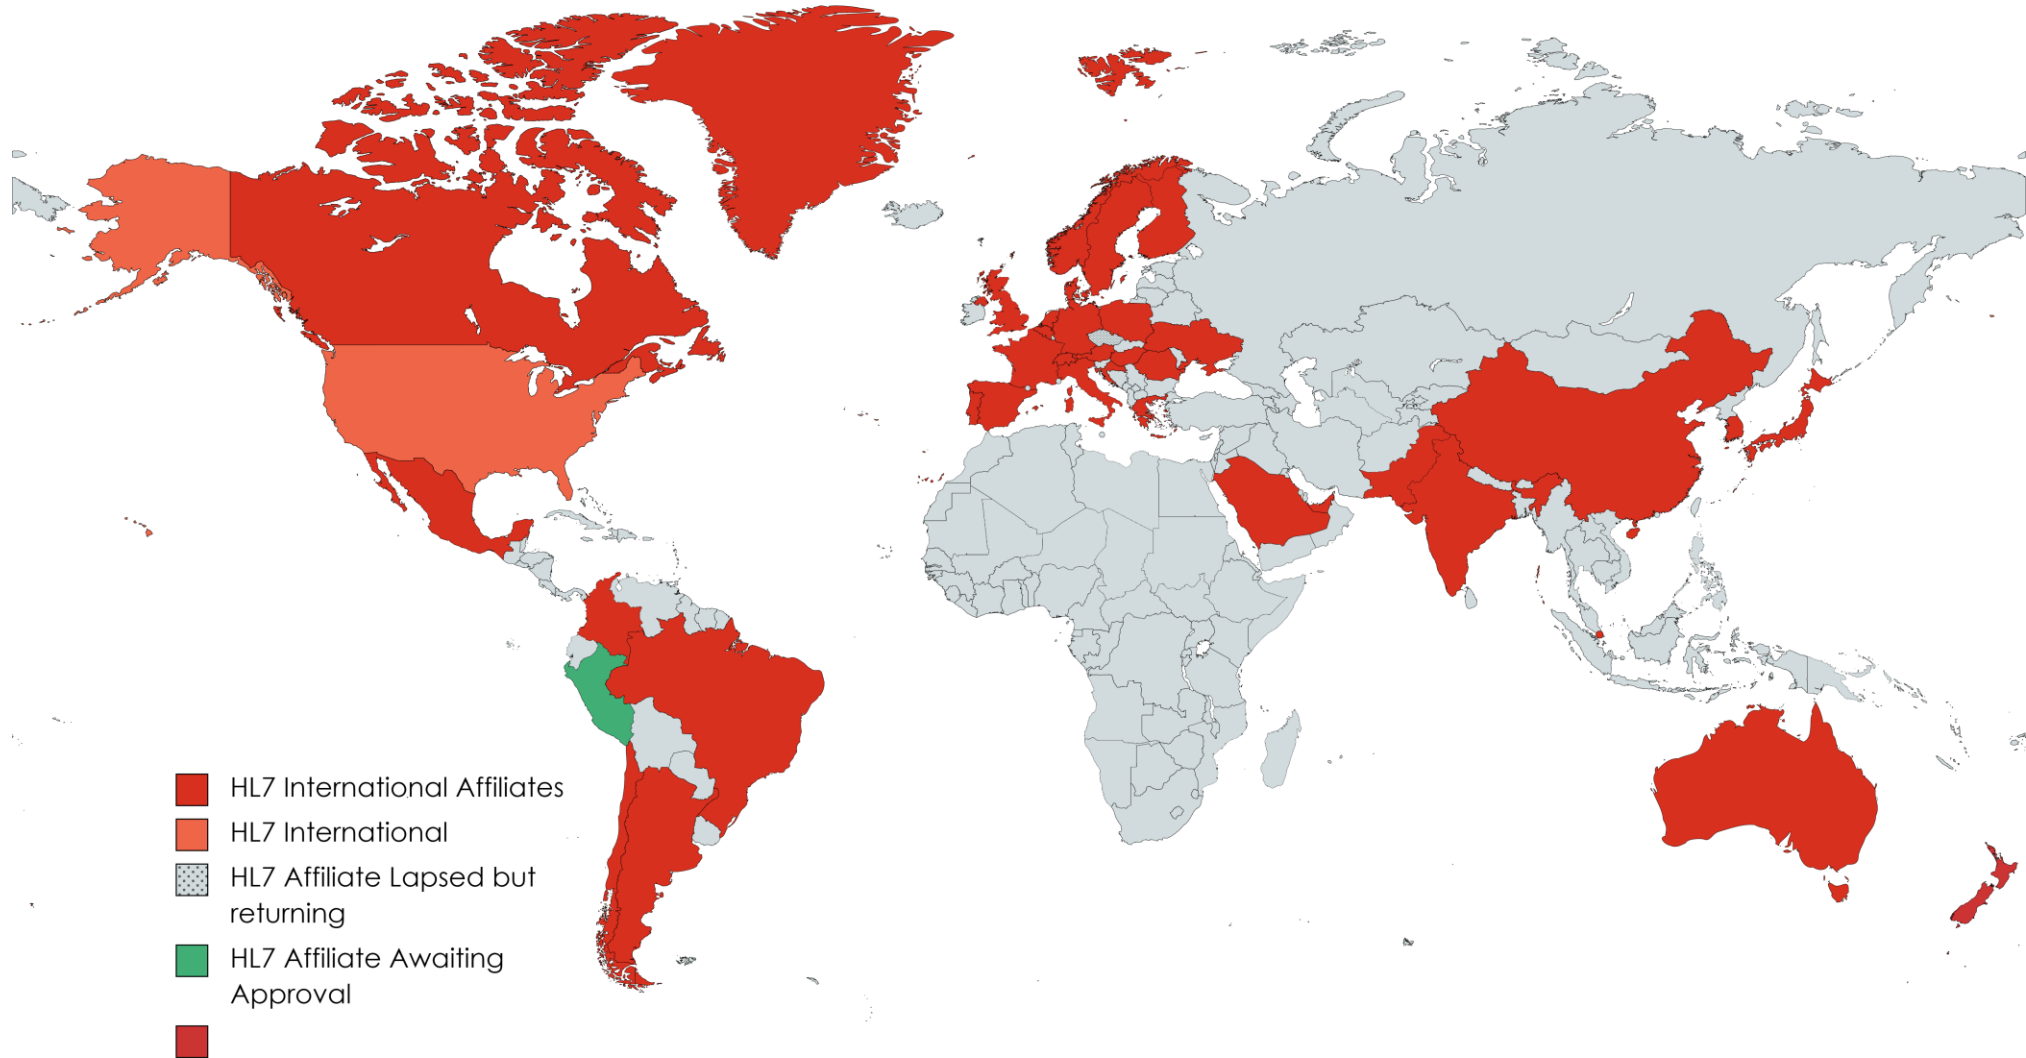 HL7 International Affiliates
HL7 International
HL7 Affiliate Lapsed but
returning
HL7 Affiliate Awaiting
Approval